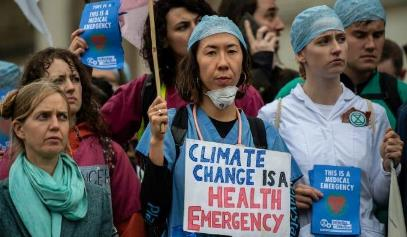 THIS IS
A MEDICAL
EMERGENCY
CLIMATE
CHANGE IS A
HEALTH
EMERGENCY
THIS IS A
MEDICAL
EMERGENCY